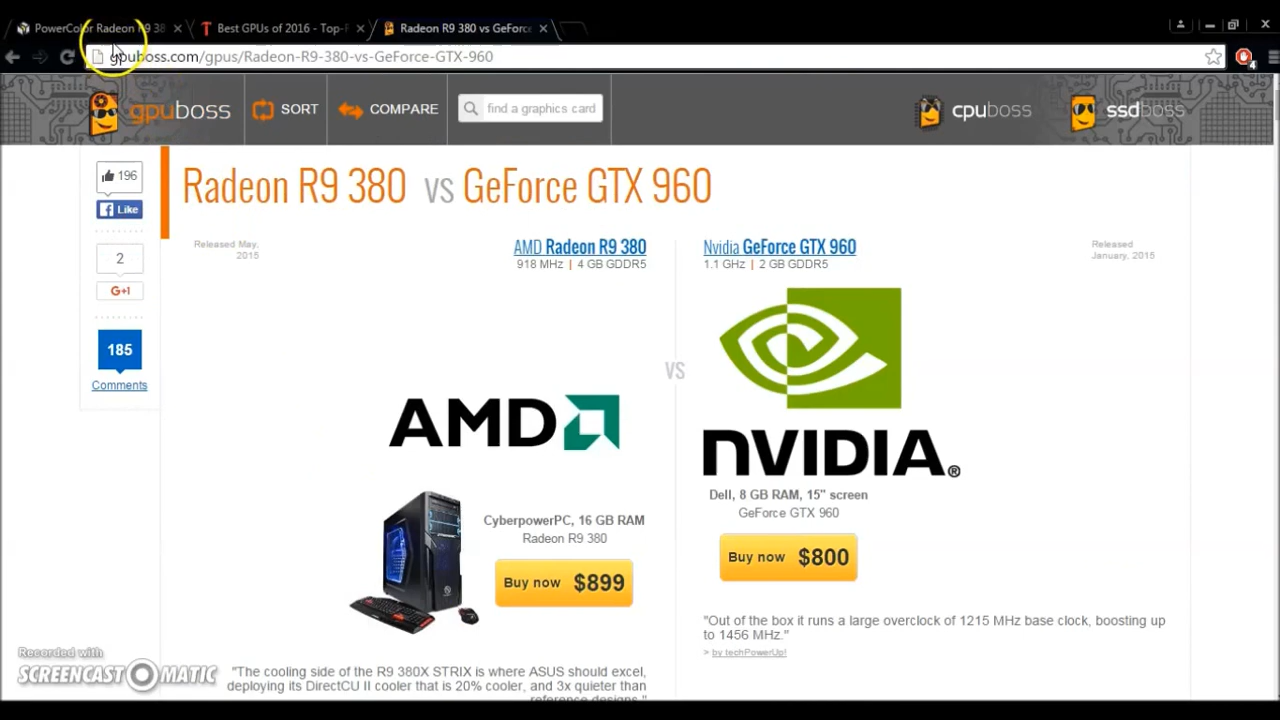 PowerColor Radeon R9 38
Best GPUs of 2016 - Top-F
Radeon R9 380 vs GeForc
gpuboss.com/gpus/Radeon-R9-380-vs-GeForce-GTX-960
4
gpuboss
SORT
COMPARE
find a graphics card
cpuboss
ssdboss
196
Like
2
G+1
185
Comments
Radeon R9 380 vs GeForce GTX 960
Released May,
2015
AMD Radeon R9 380
918 MHz | 4 GB GDDR5
Nvidia GeForce GTX 960
1.1 GHz | 2 GB GDDR5
Released
January, 2015
VS
AMD
NVIDIA®
CyberpowerPC, 16 GB RAM
Radeon R9 380
Buy now $899
Dell, 8 GB RAM, 15" screen
GeForce GTX 960
Buy now $800
"Out of the box it runs a large overclock of 1215 MHz base clock, boosting up
to 1456 MHz."
> by techPowerUp!
"The cooling side of the R9 380X STRIX is where ASUS should excel,
deploying its DirectCU II cooler that is 20% cooler, and 3x quieter than
reference designs."
Recorded with
SCREENCAST-O-MATIC